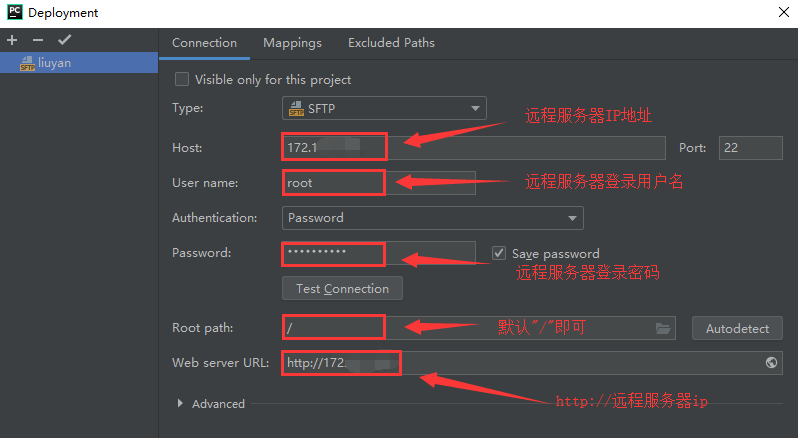 PC Deployment
Connection Mappings Excluded Paths
SFTP liuyan
Visible only for this project
Type: SFTP SFTP
远程服务器IP地址
Host: 172.1 Port: 22
User name: root 远程服务器登录用户名
Authentication: Password
Password: •••••••••• Save password
远程服务器登录密码
Test Connection
Root path: / 默认"/"即可 Autodetect
Web server URL: http://172.
http://远程服务器ip
Advanced